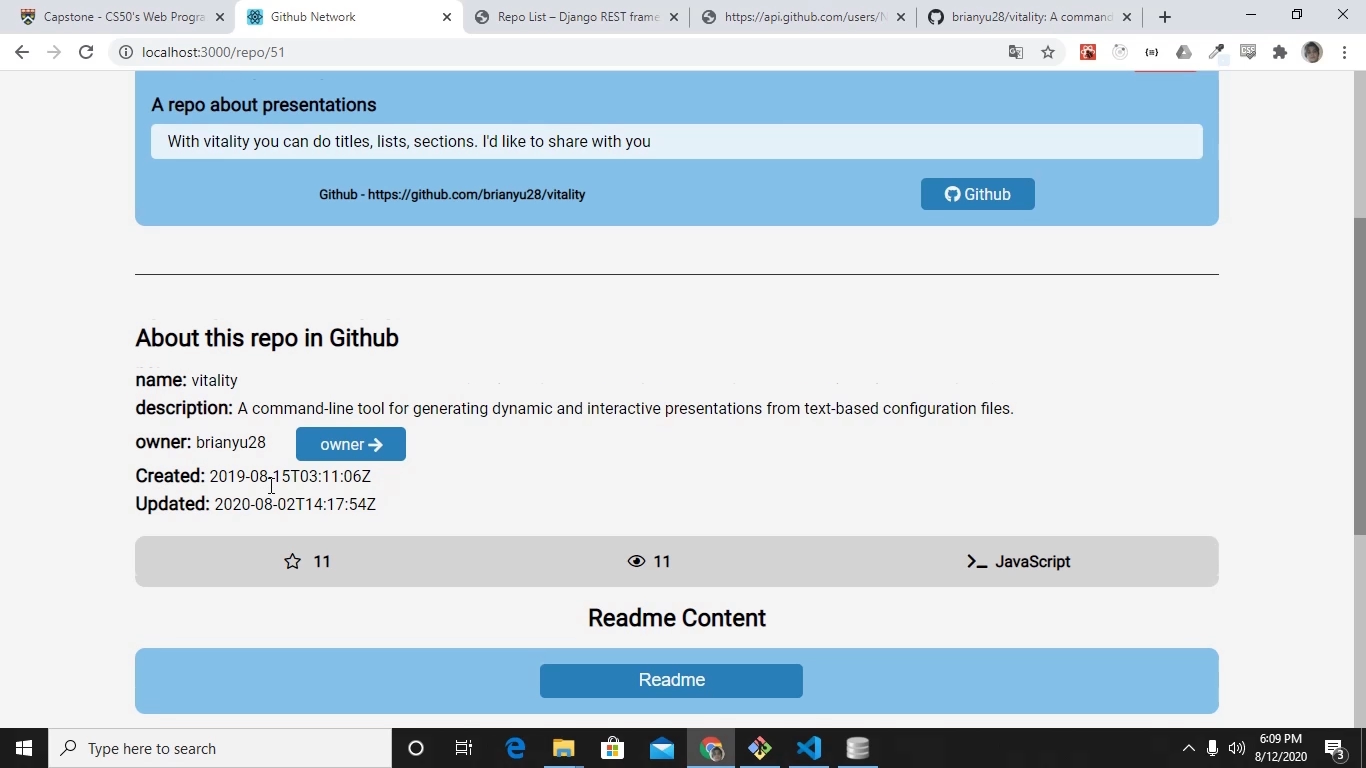 Capstone - CS50's Web Progra
Github Network
Repo List – Django REST frame
https://api.github.com/users/N
brianyu28/vitality: A command
localhost:3000/repo/51
A repo about presentations
With vitality you can do titles, lists, sections. I'd like to share with you
Github - https://github.com/brianyu28/vitality
Github
About this repo in Github
name: vitality
description: A command-line tool for generating dynamic and interactive presentations from text-based configuration files.
owner: brianyu28 owner
Created: 2019-08-15T03:11:06Z
Updated: 2020-08-02T14:17:54Z
11 11 JavaScript
Readme Content
Readme
Type here to search
6:09 PM
8/12/2020
3